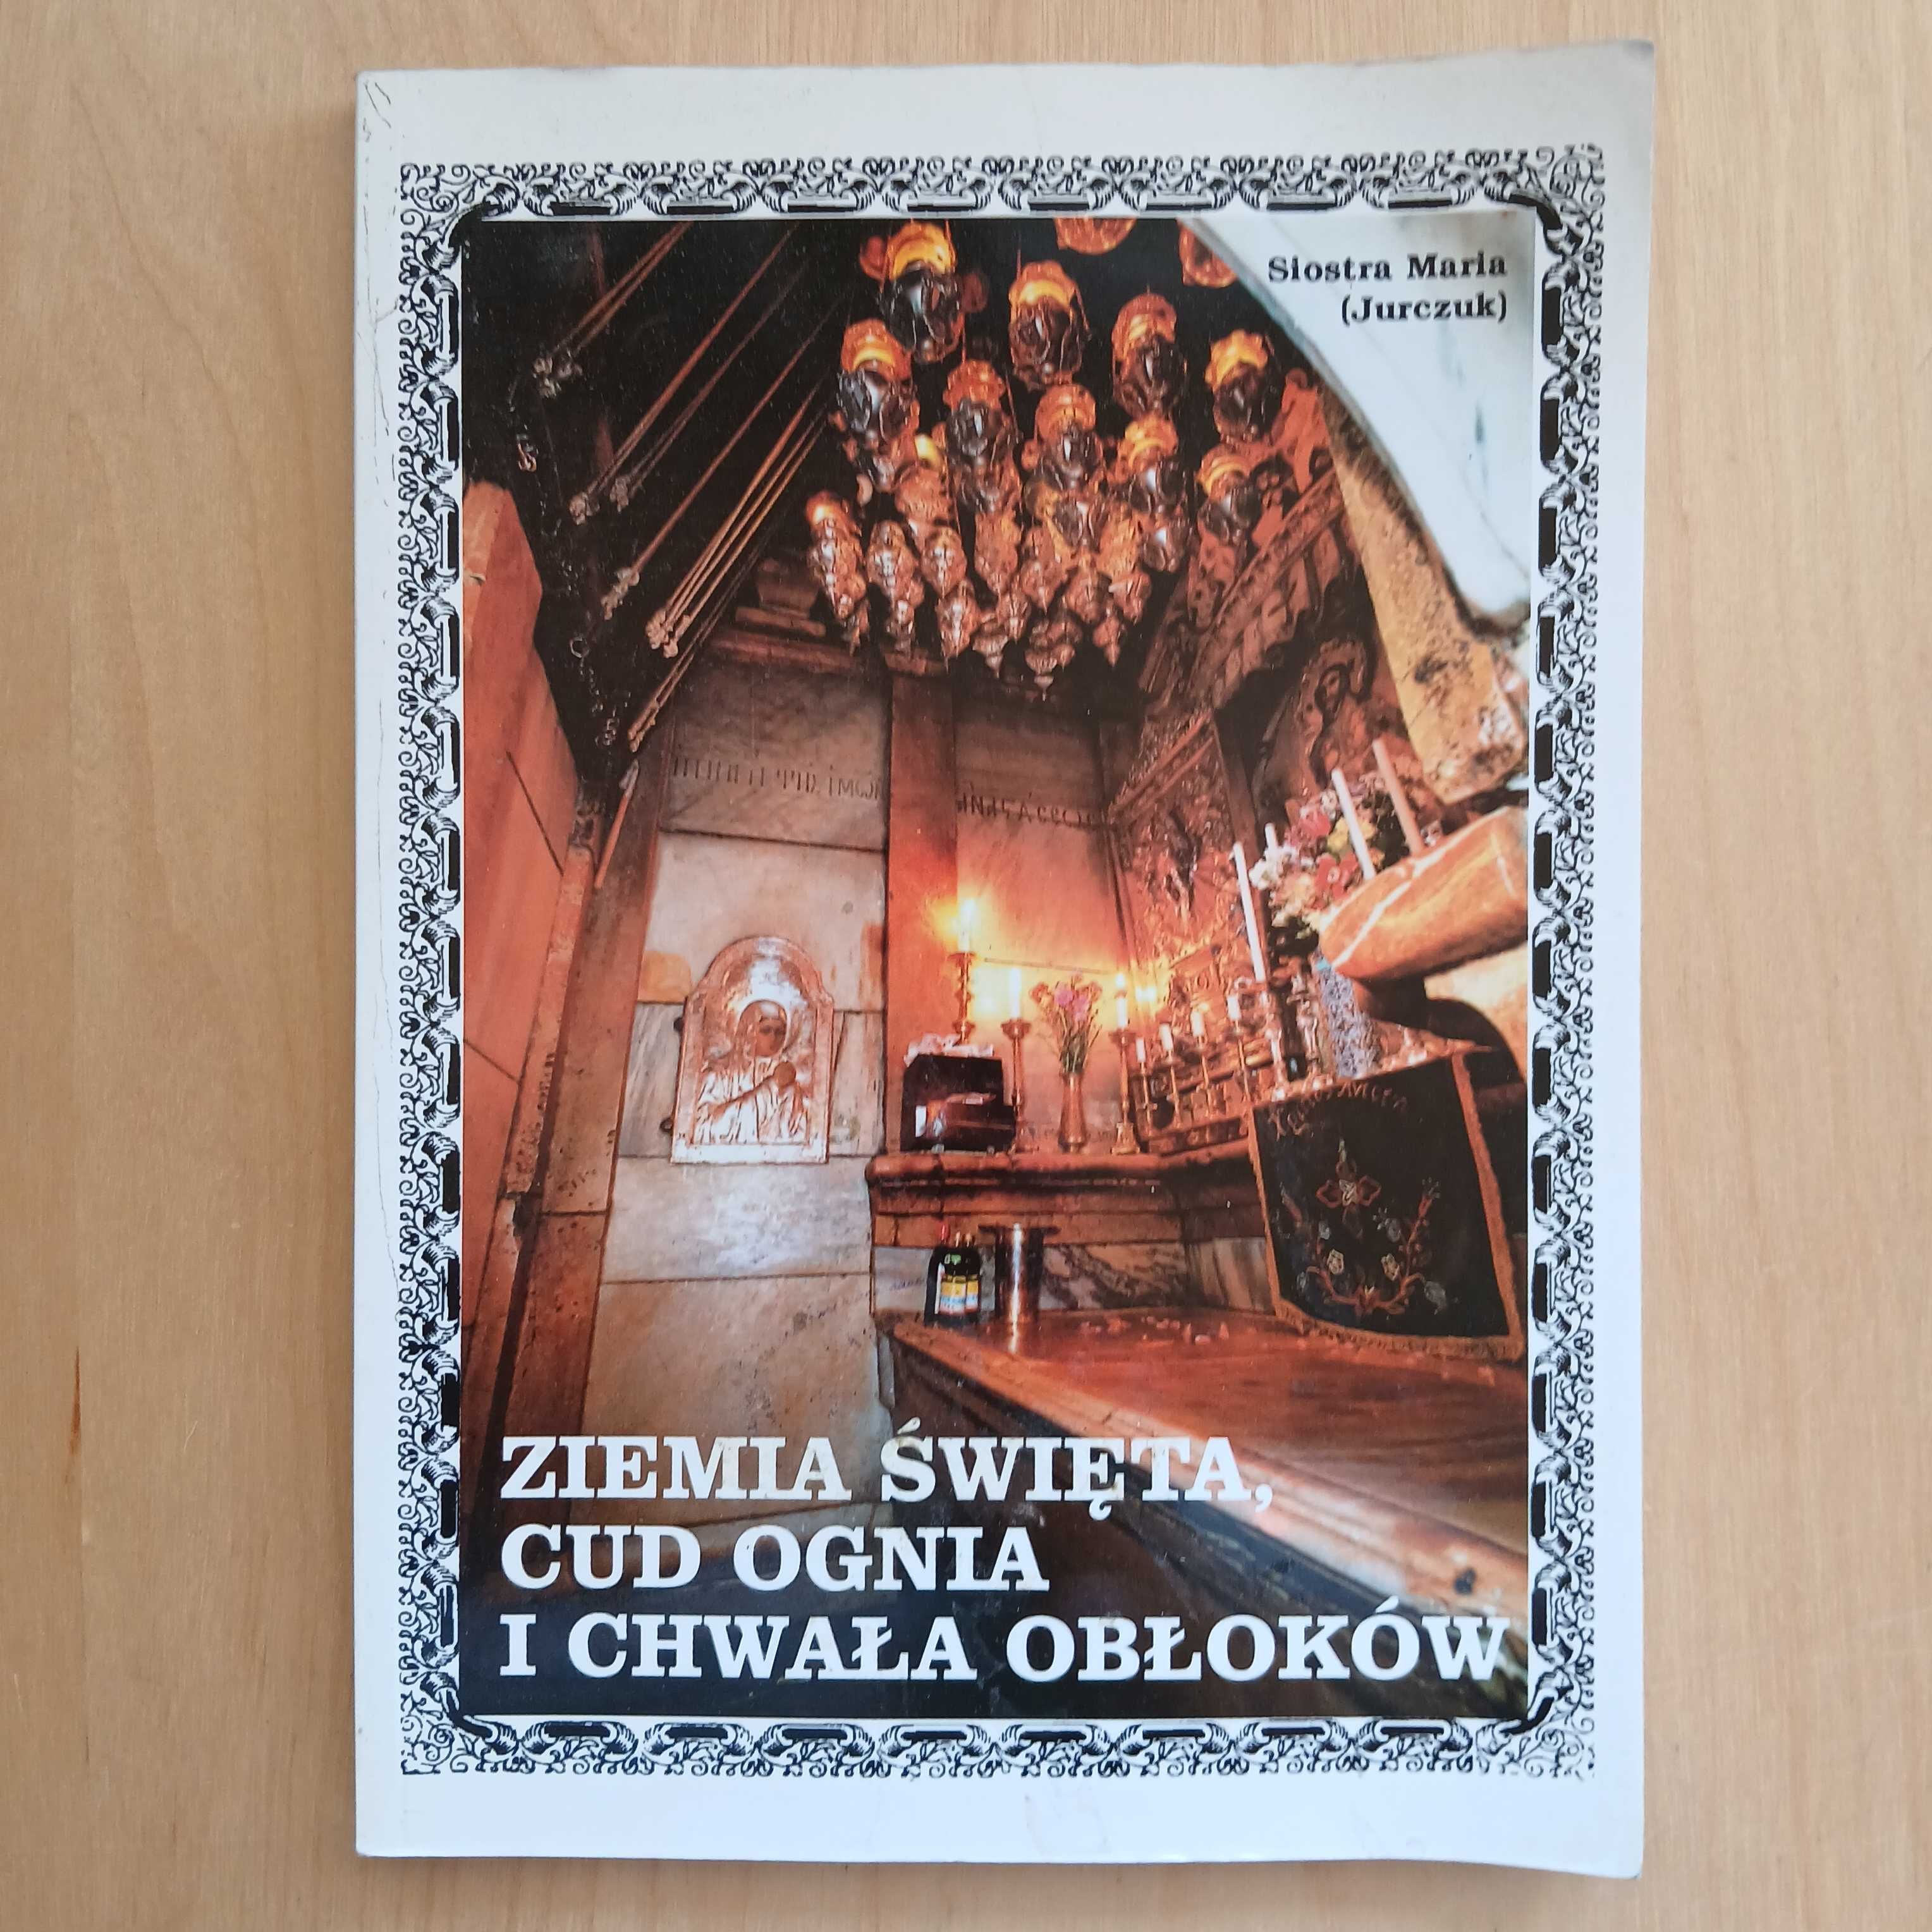 Siostra Maria
(Jurczuk)
ZIEMIA ŚWIĘTA,
CUD OGNIA
I CHWAŁA OBŁOKÓW